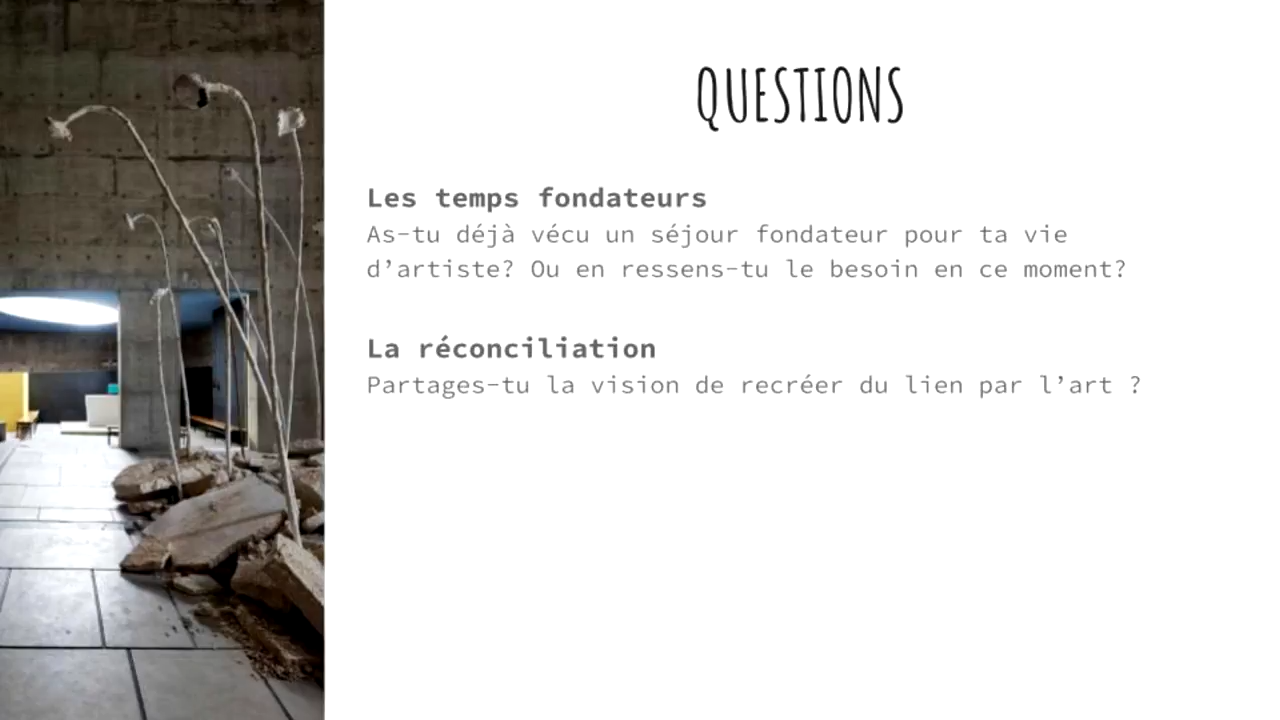 QUESTIONS
Les temps fondateurs
As-tu déjà vécu un séjour fondateur pour ta vie
d’artiste? Ou en ressens-tu le besoin en ce moment?
La réconciliation
Partages-tu la vision de recréer du lien par l’art ?